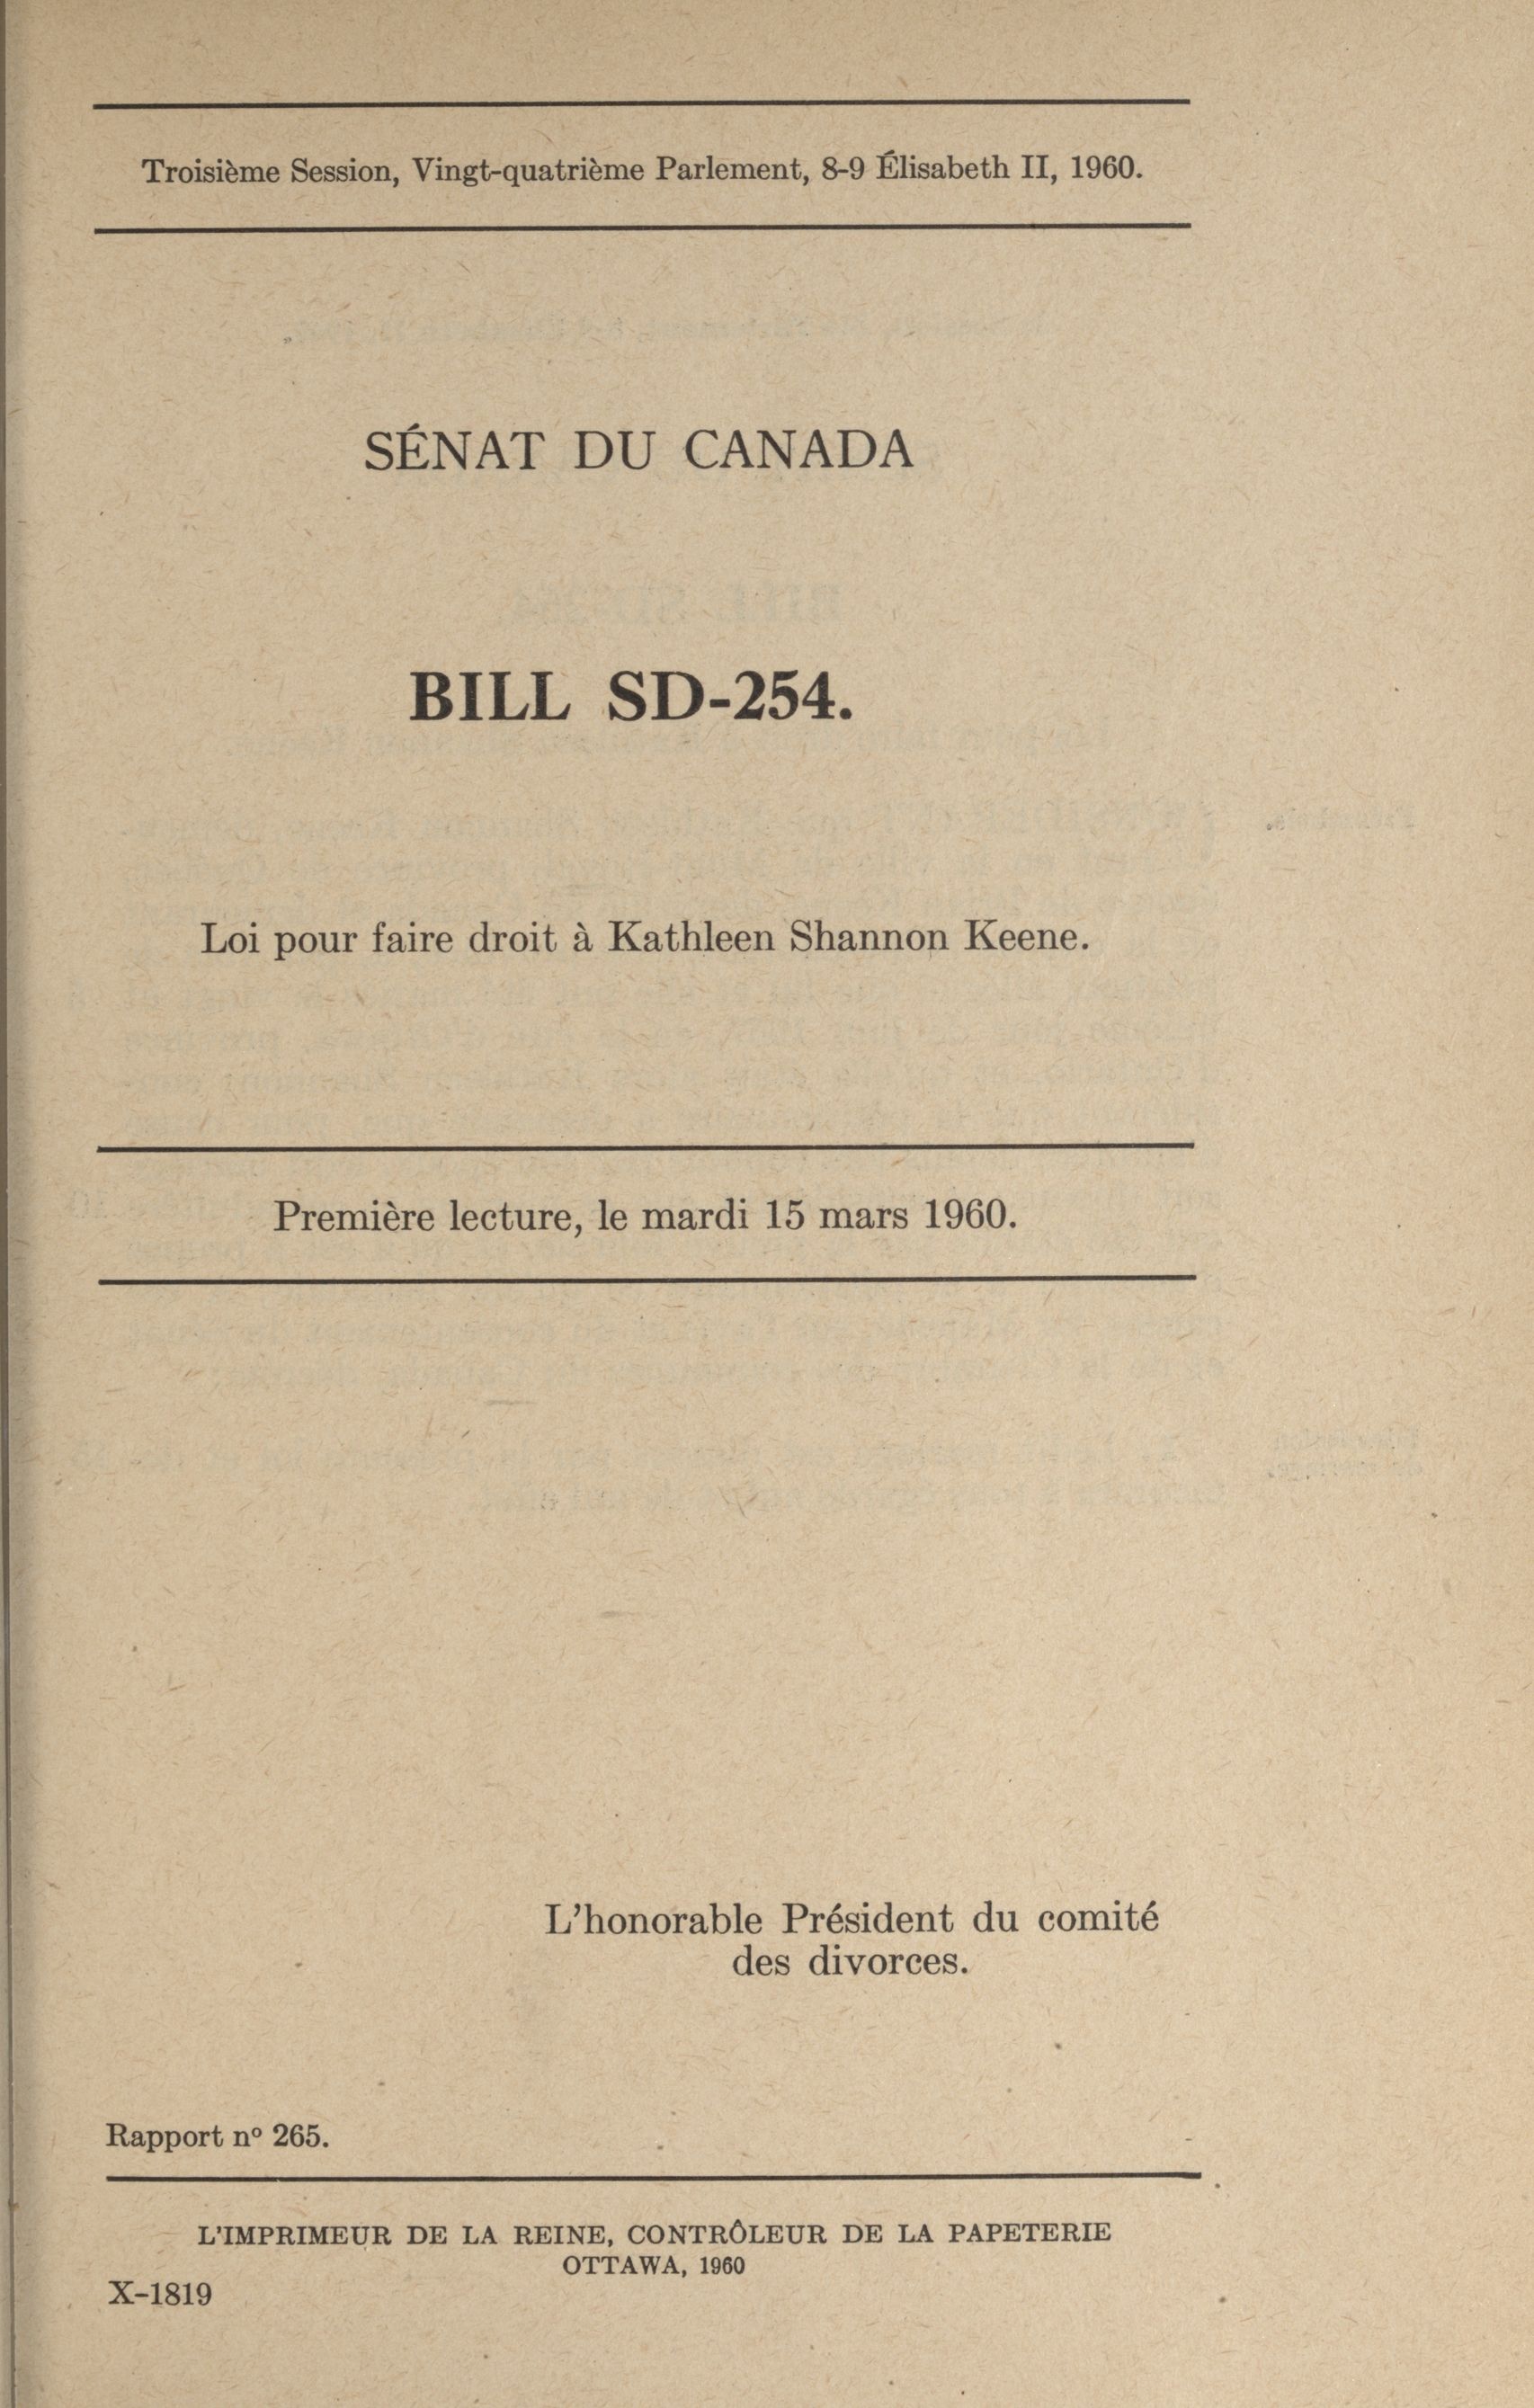 Troisième Session, Vingt-quatrième Parlement, 8-9 Élisabeth II, 1960.
SÉNAT DU CANADA
BILL SD-254.
Loi pour faire droit à Kathleen Shannon Keene.
Première lecture, le mardi 15 mars 1960.
L'honorable Président du comité
des divorces.
Rapport nº 265.
L'IMPRIMEUR DE LA REINE, CONTRÔLEUR DE LA PAPETERIE
OTTAWA, 1960
X-1819